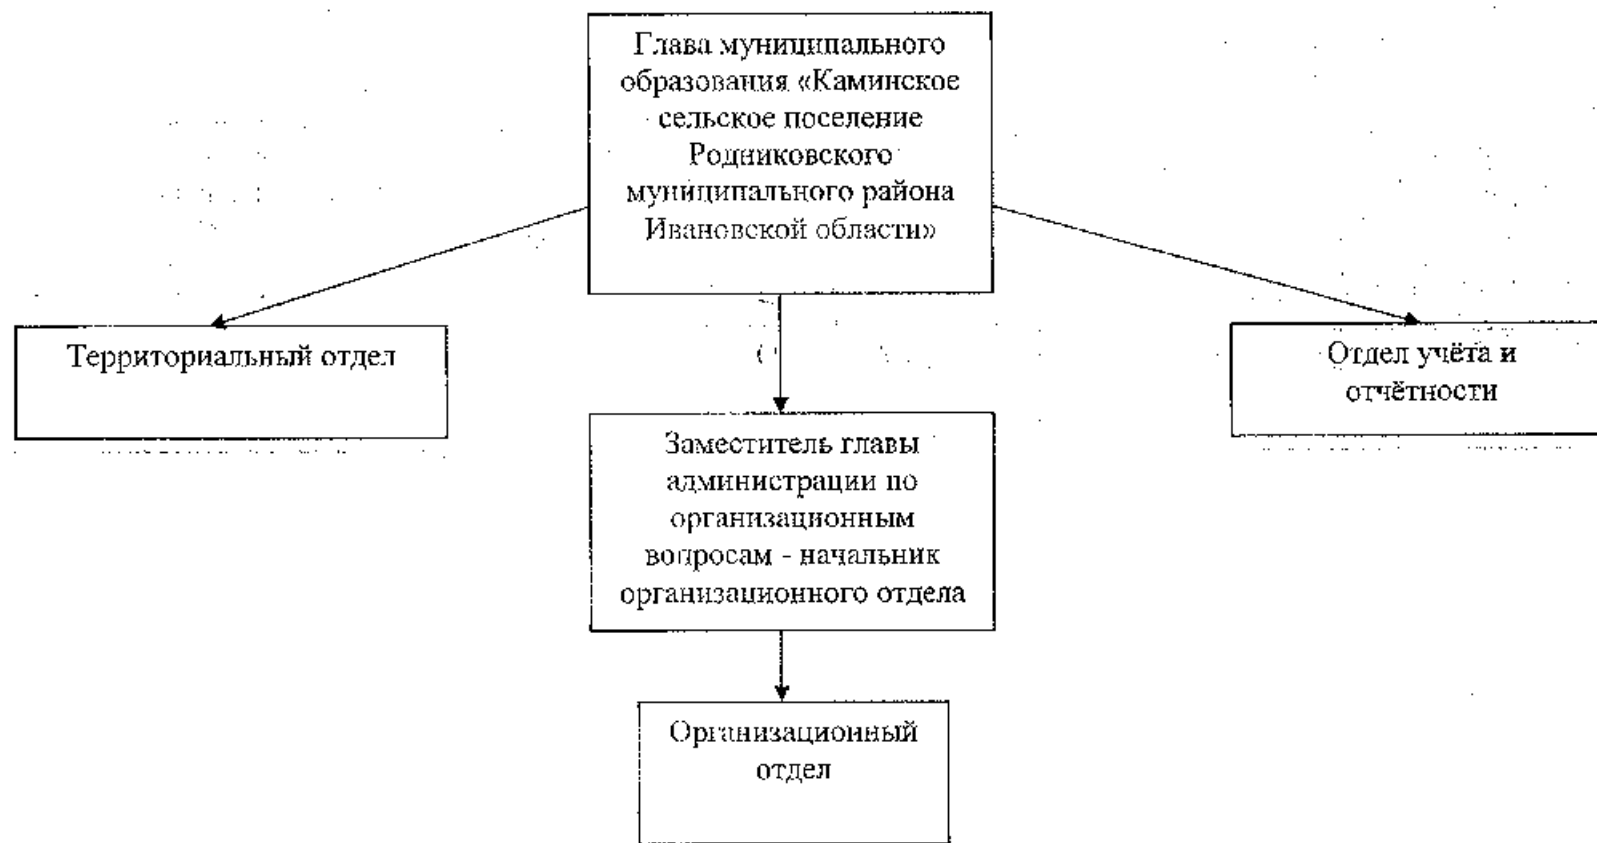 Глава муниципального
образования «Каминское
сельское поселение
Родниковского
муниципального района
Ивановской области»
Территориальный отдел
Отдел учёта и
отчётности
Заместитель главы
администрации по
организационным
вопросам - начальник
организационного отдела
Организационный
отдел